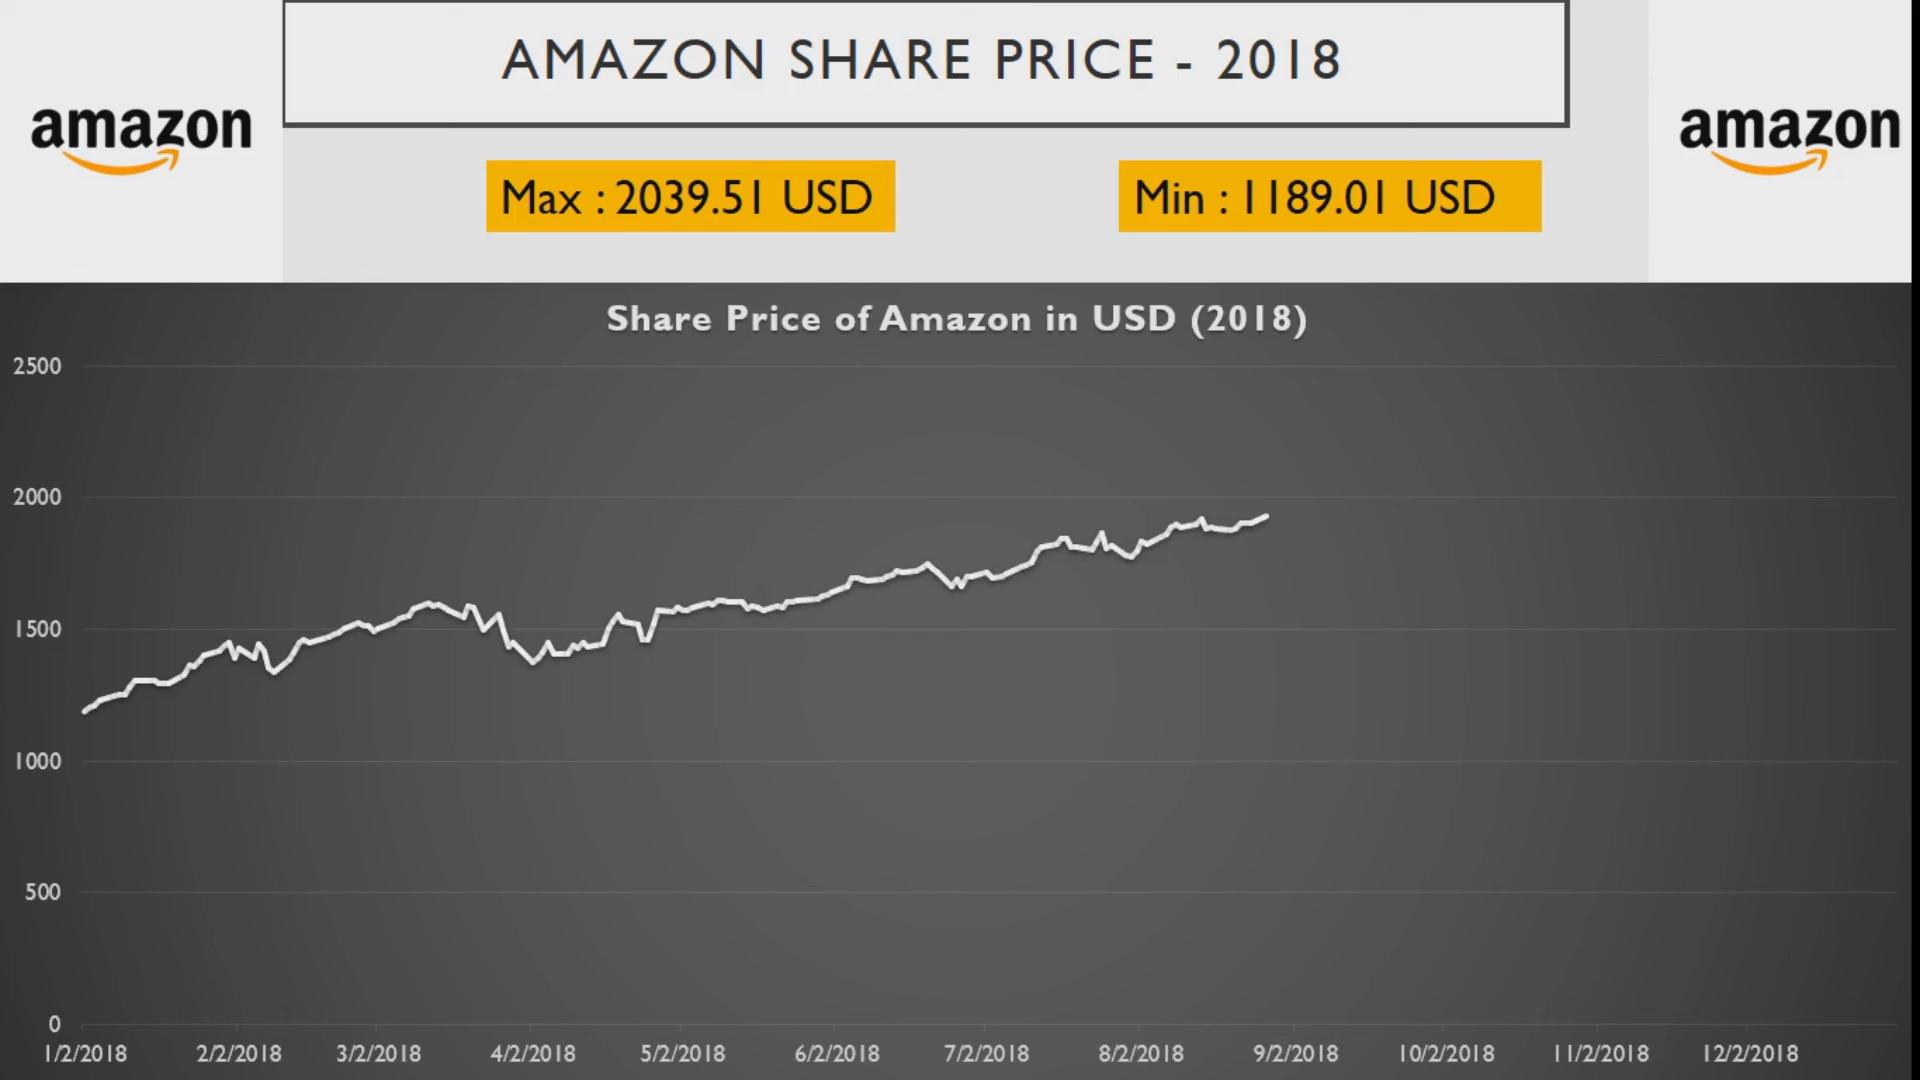 AMAZON SHARE PRICE - 2018
amazon
amazon
Max : 2039.51 USD
Min : 1189.01 USD
Share Price of Amazon in USD (2018)
2500
2000
1500
1000
500
0
1/2/2018 2/2/2018 3/2/2018 4/2/2018 5/2/2018 6/2/2018 7/2/2018 8/2/2018 9/2/2018 10/2/2018 11/2/2018 12/2/2018